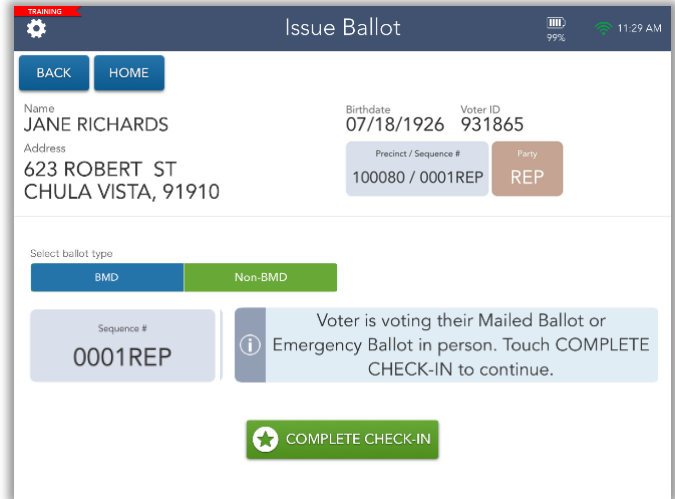 TRAINING
Issue Ballot
99%
11:29 AM
BACK
HOME
Name
JANE RICHARDS
Birthdate
07/18/1926
Voter ID
931865
Address
623 ROBERT ST
CHULA VISTA, 91910
Precinct / Sequence #
100080 / 0001REP
Party
REP
Select ballot type
BMD
Non-BMD
Sequence #
0001REP
Voter is voting their Mailed Ballot or
Emergency Ballot in person. Touch COMPLETE
CHECK-IN to continue.
COMPLETE CHECK-IN